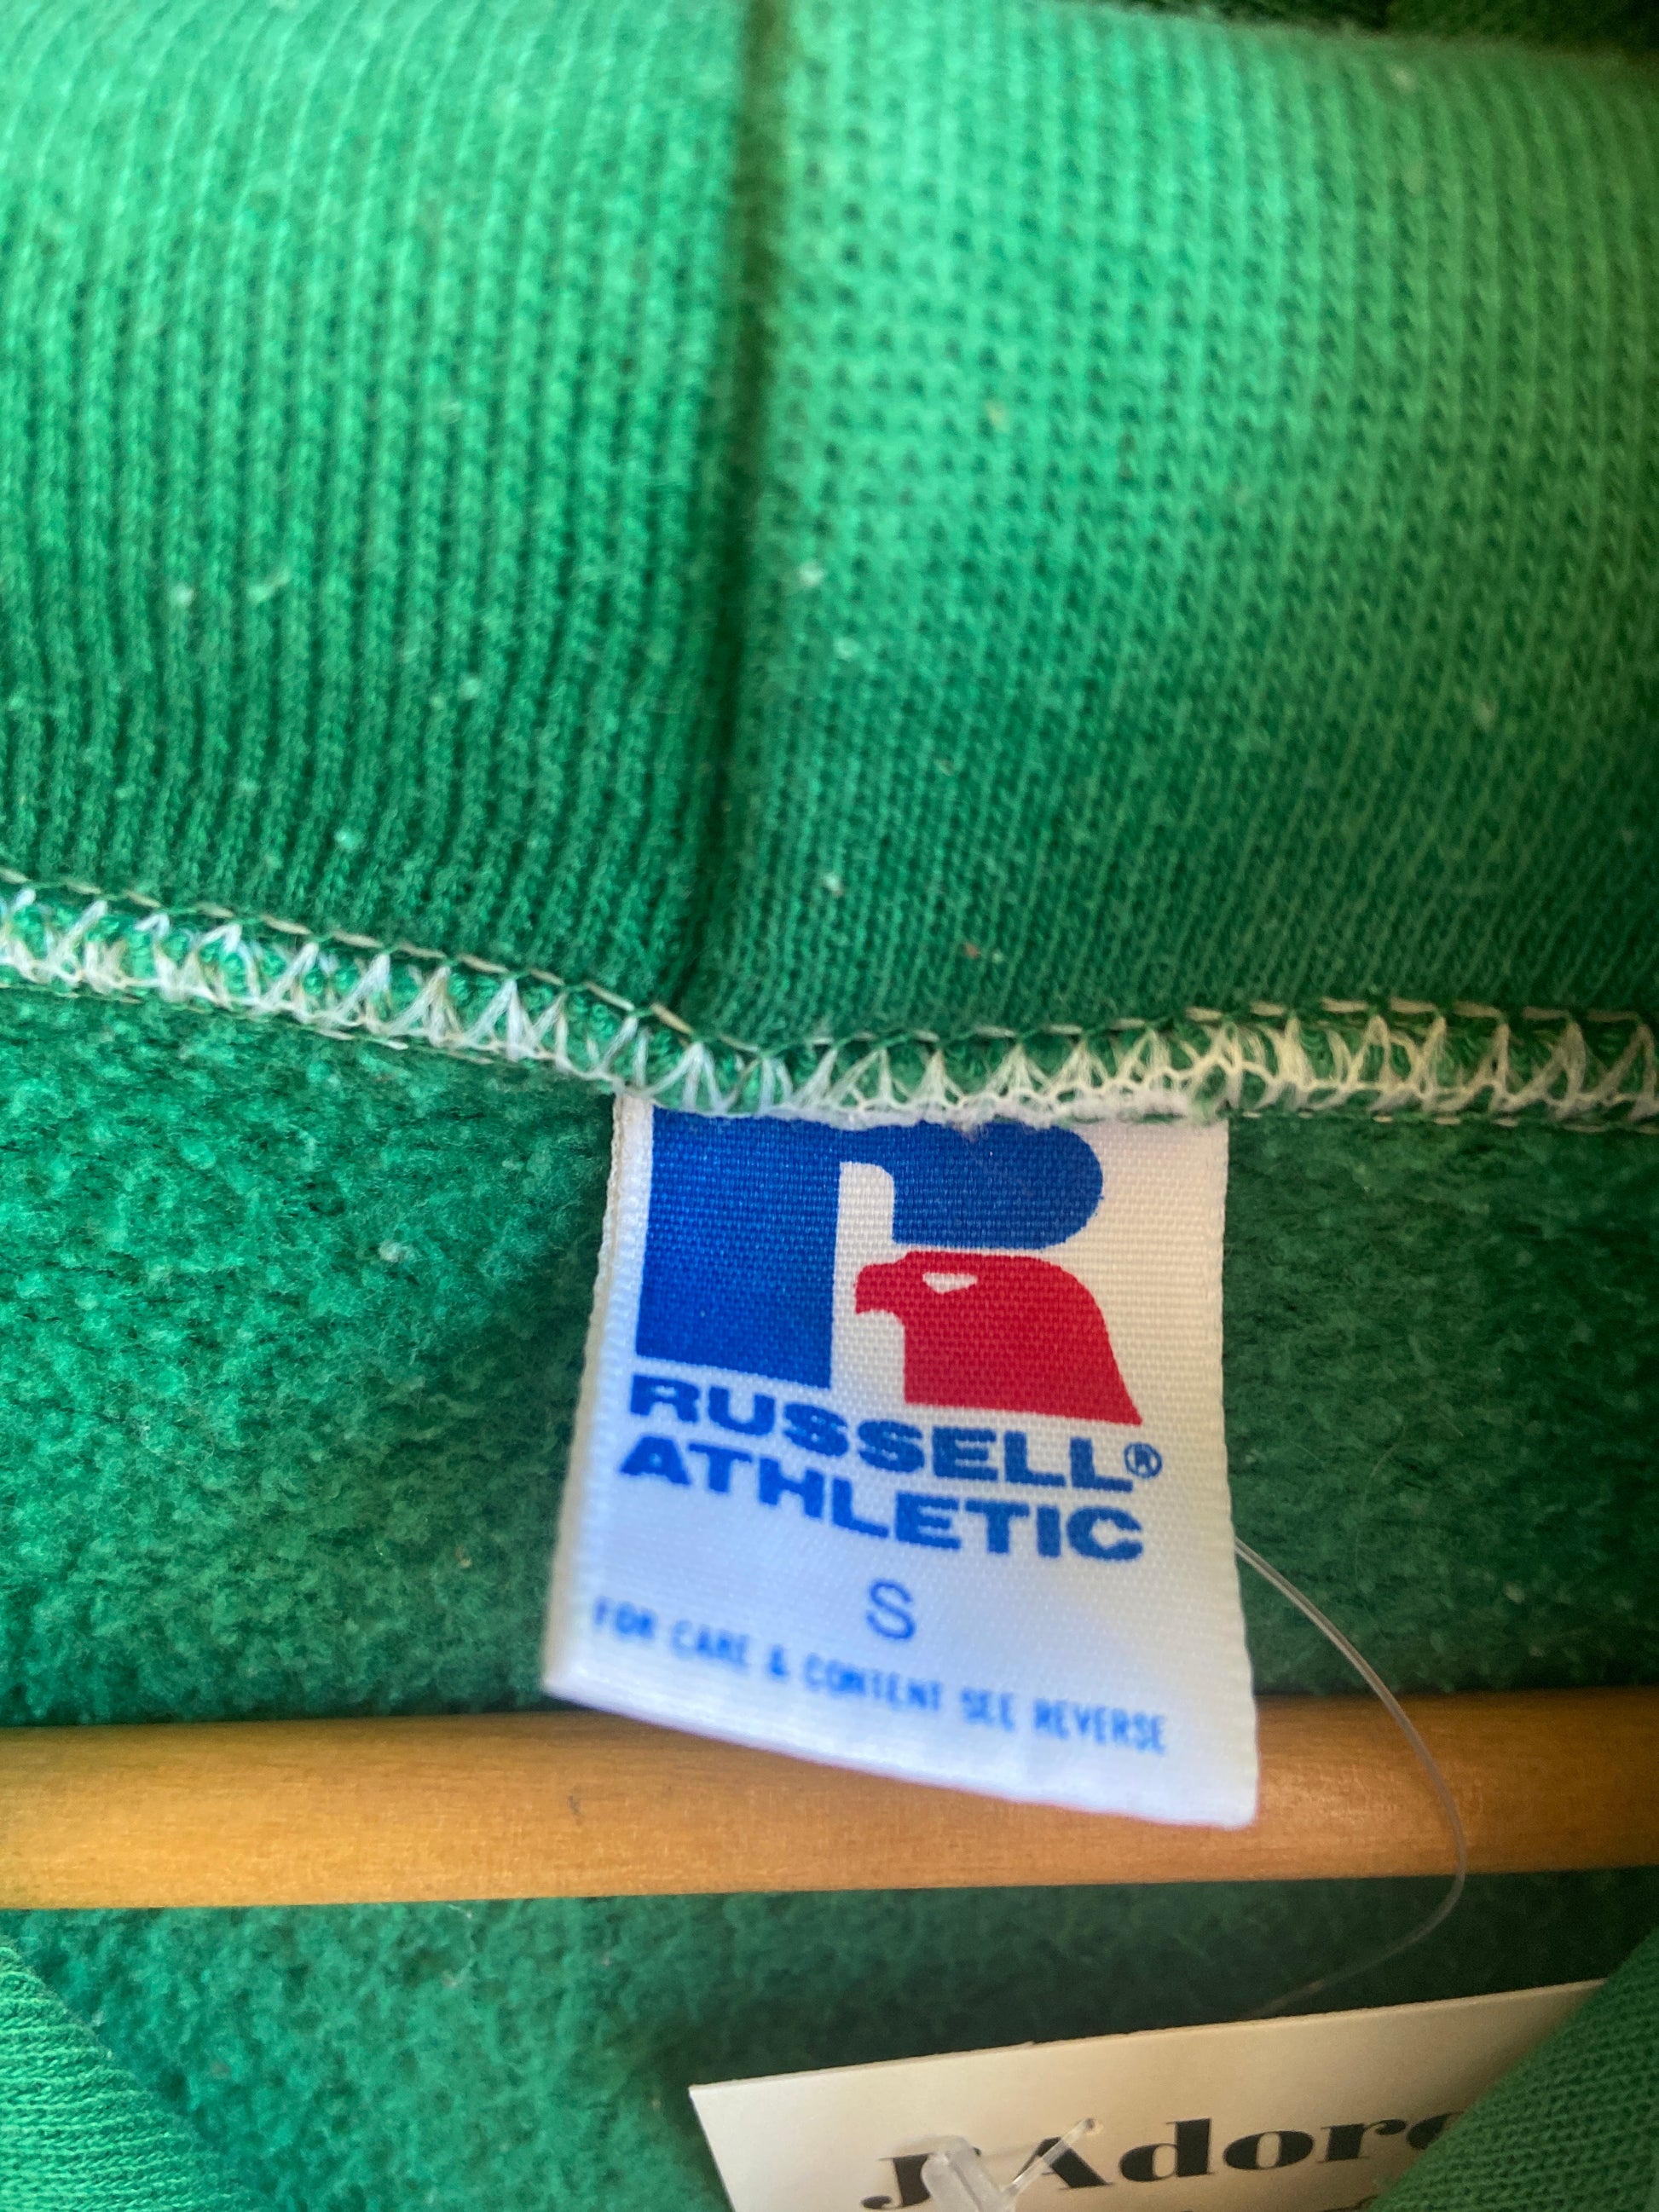 RUSSELL®
ATHLETIC
S
FOR CARE & CONTENT SEE REVERSE
J'Adore